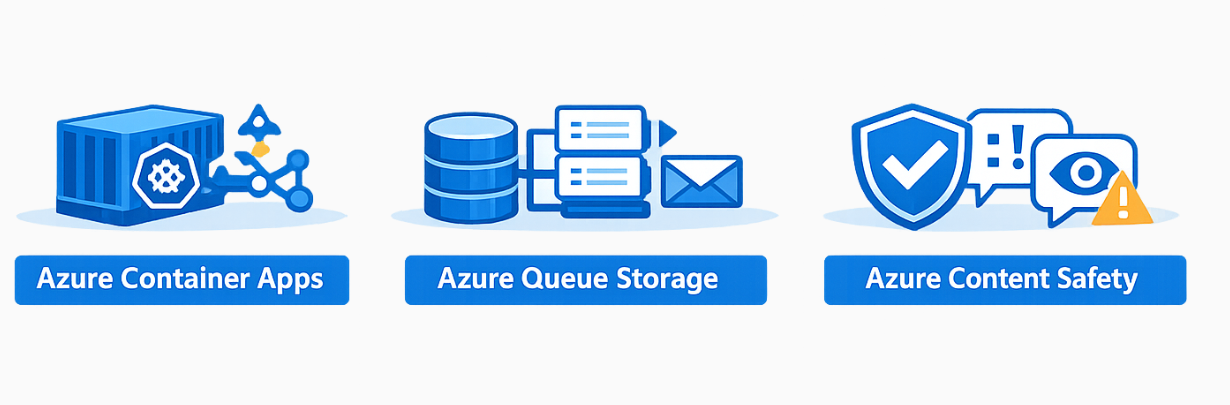 Azure Container Apps
Azure Queue Storage
Azure Content Safety